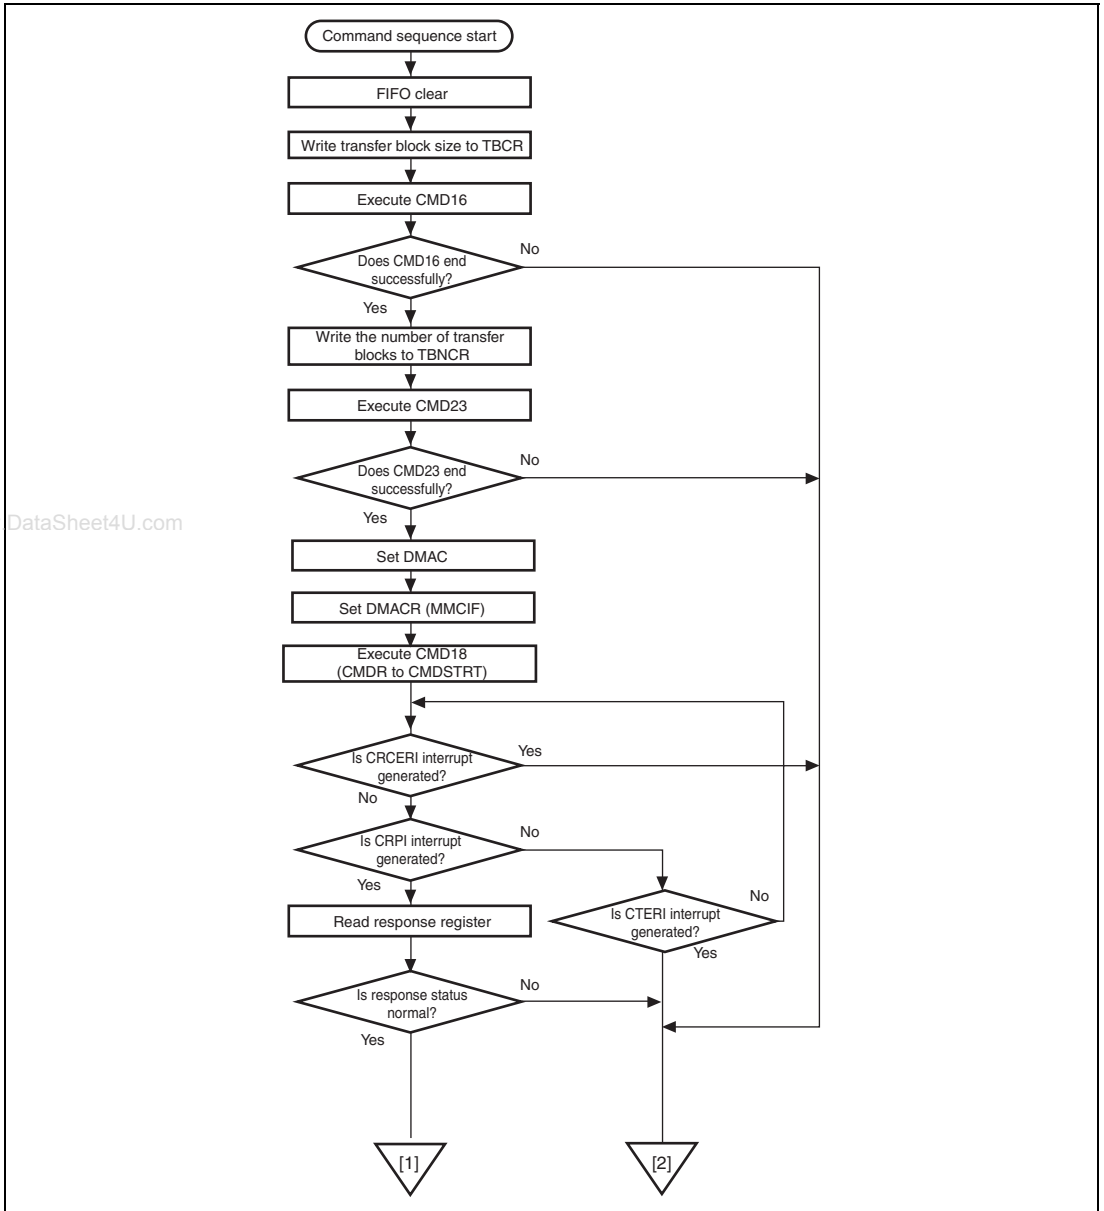 Command sequence start
FIFO clear
Write transfer block size to TBCR
Execute CMD16
Does CMD16 end
successfully?
No
Yes
Write the number of transfer
blocks to TBNCR
Execute CMD23
Does CMD23 end
successfully?
No
Yes
DataSheet4U.com
Set DMAC
Set DMACR (MMCIF)
Execute CMD18
(CMDR to CMDSTRT)
Is CRCERI interrupt
generated?
Yes
No
Is CRPI interrupt
generated?
No
Yes
Is CTERI interrupt
generated?
No
Yes
Read response register
Is response status
normal?
No
Yes
[1]
[2]